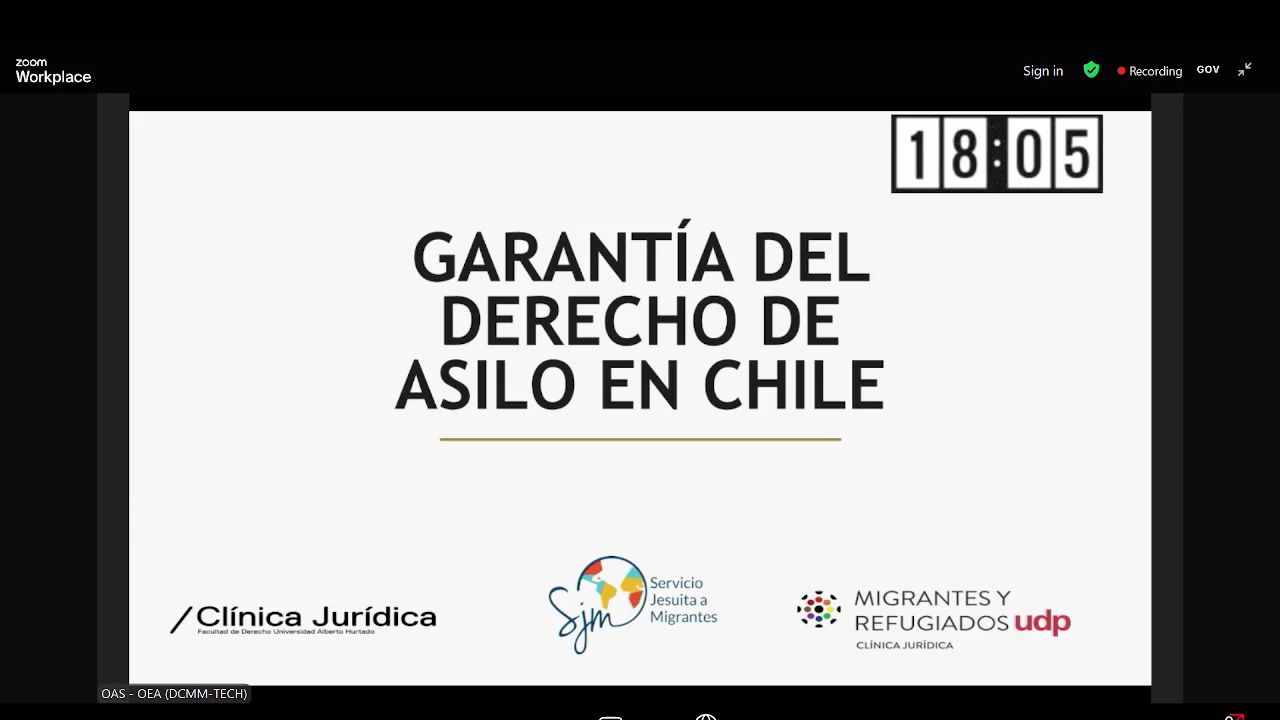 zoom
Workplace
Sign in
Recording
GOV
18:05
GARANTÍA DEL
DERECHO DE
ASILO EN CHILE
/Clínica Jurídica
Facultad de Derecho Universidad Alberto Hurtado
Sjm
Servicio
Jesuita a
Migrantes
MIGRANTES Y
REFUGIADOS udp
CLÍNICA JURÍDICA
OAS - OEA (DCMM-TECH)